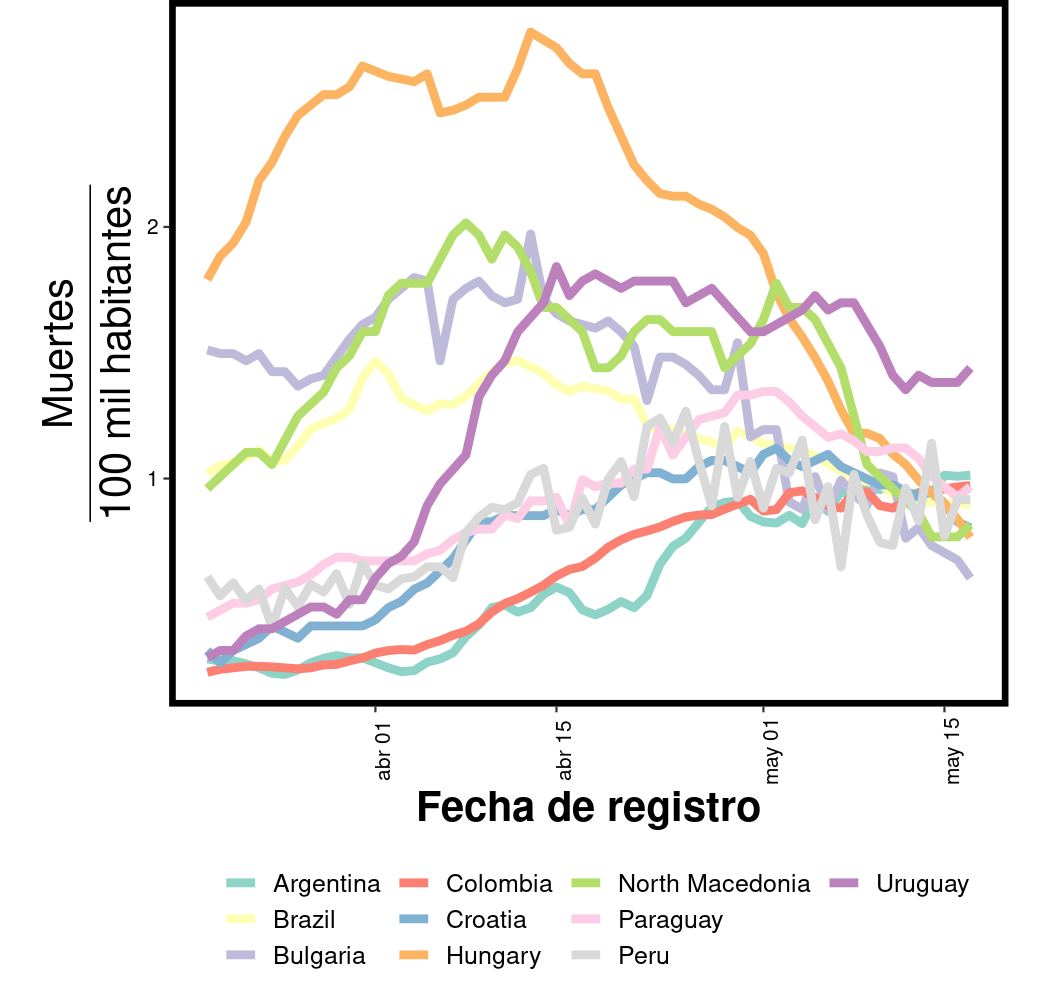 Muertes
100 mil habitantes
2
1
abr 01
abr 15
may 01
may 15
Fecha de registro
Argentina
Colombia
North Macedonia
Uruguay
Brazil
Croatia
Paraguay
Bulgaria
Hungary
Peru